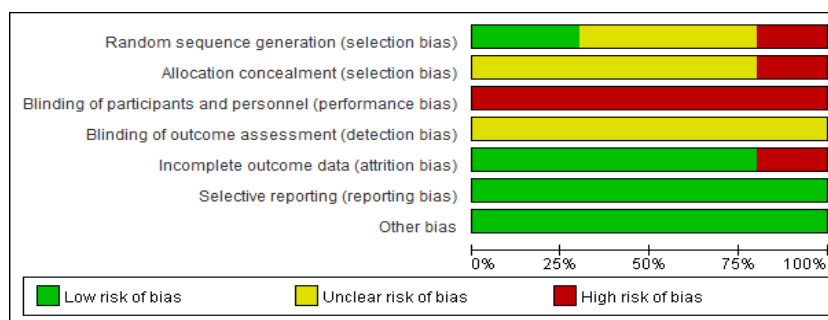 Random sequence generation (selection bias)
Allocation concealment (selection bias)
Blinding of participants and personnel (performance bias)
Blinding of outcome assessment (detection bias)
Incomplete outcome data (attrition bias)
Selective reporting (reporting bias)
Other bias
0% 25% 50% 75% 100%
Low risk of bias Unclear risk of bias High risk of bias